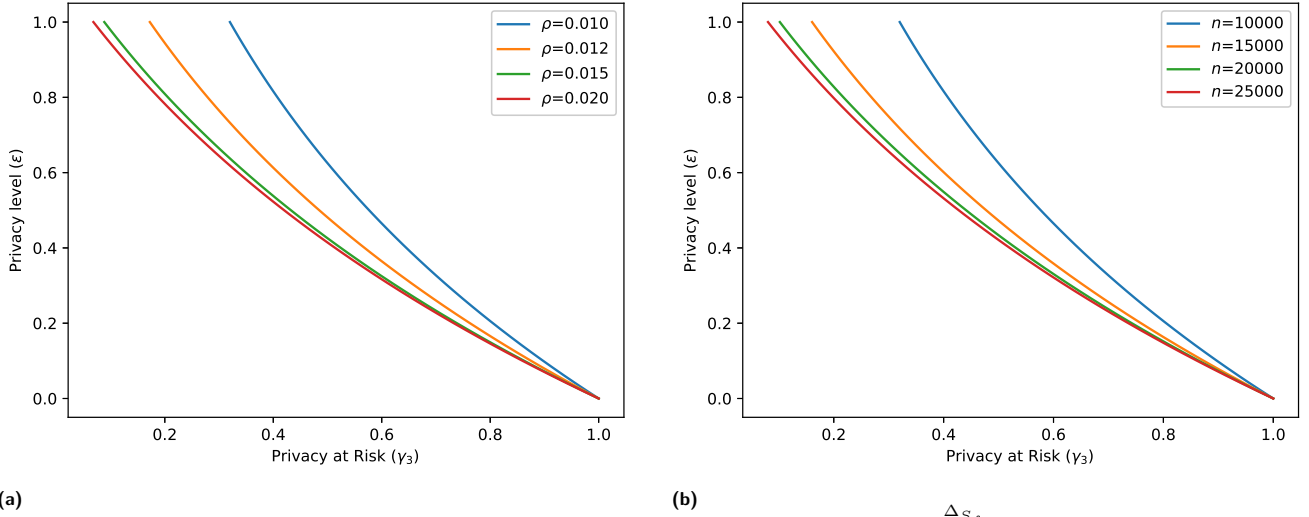 1.0
0.8
0.6
0.4
0.2
0.0
Privacy level (ε)
ρ=0.010
ρ=0.012
ρ=0.015
ρ=0.020
0.2 0.4 0.6 0.8 1.0
Privacy at Risk (γ₃)
(a)
1.0
0.8
0.6
0.4
0.2
0.0
Privacy level (ε)
n=10000
n=15000
n=20000
n=25000
0.2 0.4 0.6 0.8 1.0
Privacy at Risk (γ₃)
(b)